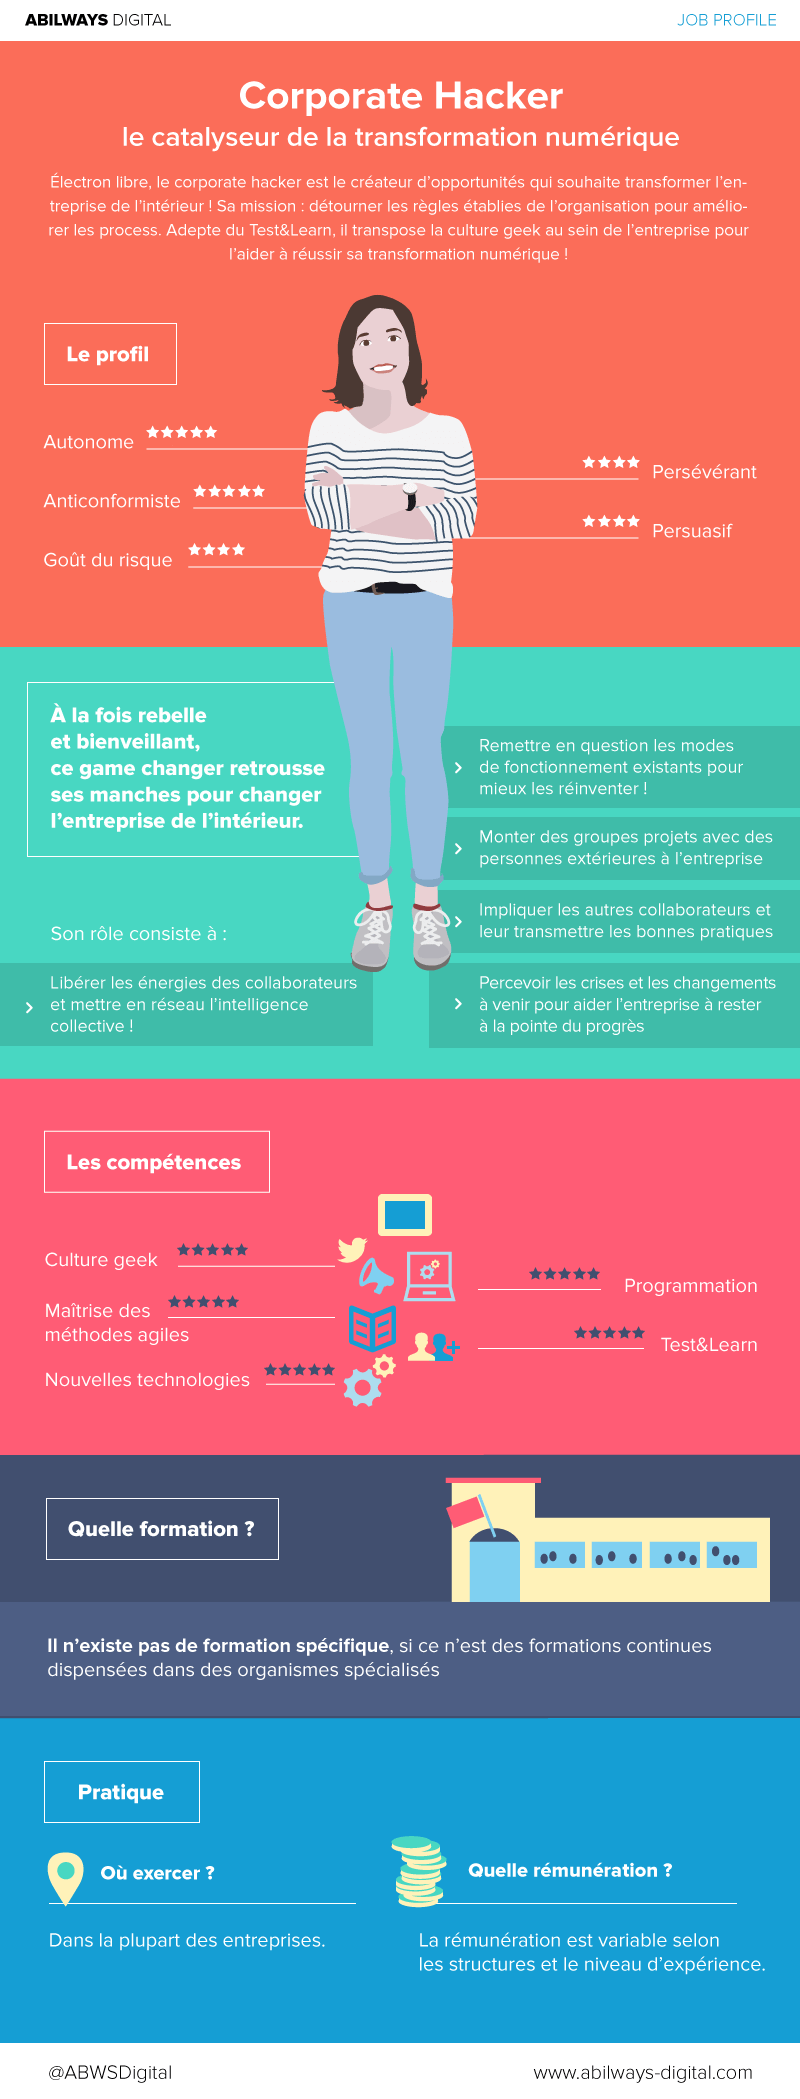 ABILWAYS DIGITAL
JOB PROFILE
Corporate Hacker
le catalyseur de la transformation numérique
Électron libre, le corporate hacker est le créateur d'opportunités qui souhaite transformer l'en-
treprise de l'intérieur ! Sa mission : détourner les règles établies de l'organisation pour amélio-
rer les process. Adepte du Test&Learn, il transpose la culture geek au sein de l'entreprise pour
l'aider à réussir sa transformation numérique !
Le profil
Autonome
Anticonformiste
Goût du risque
Persévérant
Persuasif
À la fois rebelle
et bienveillant,
ce game changer retrousse
ses manches pour changer
l'entreprise de l'intérieur.
Son rôle consiste à :
Libérer les énergies des collaborateurs
et mettre en réseau l'intelligence
collective !
Remettre en question les modes
de fonctionnement existants pour
mieux les réinventer !
Monter des groupes projets avec des
personnes extérieures à l'entreprise
Impliquer les autres collaborateurs et
leur transmettre les bonnes pratiques
Percevoir les crises et les changements
à venir pour aider l'entreprise à rester
à la pointe du progrès
Les compétences
Culture geek
Maîtrise des
méthodes agiles
Nouvelles technologies
Programmation
Test&Learn
Quelle formation ?
Il n'existe pas de formation spécifique, si ce n'est des formations continues
dispensées dans des organismes spécialisés
Pratique
Où exercer ?
Dans la plupart des entreprises.
Quelle rémunération ?
La rémunération est variable selon
les structures et le niveau d'expérience.
@ABWSDigital
www.abilways-digital.com